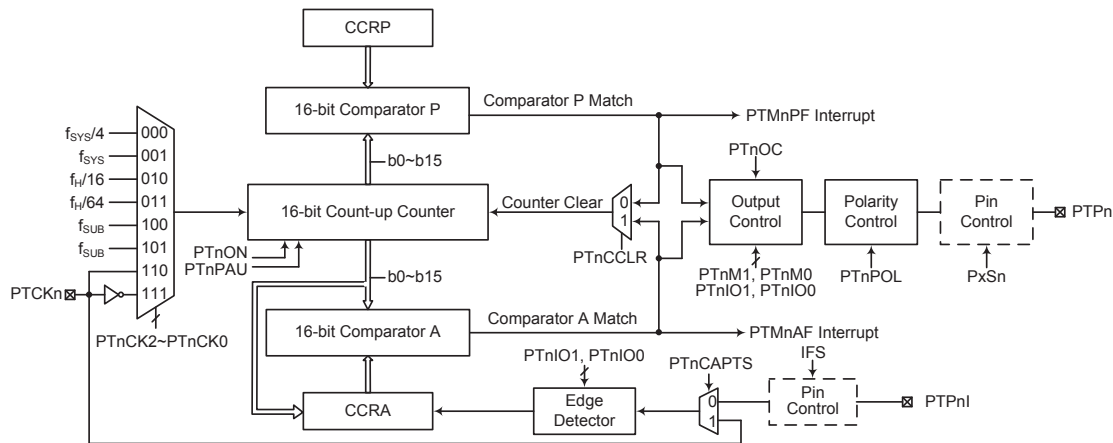 CCRP
16-bit Comparator P
Comparator P Match
PTMnPF Interrupt
fSYS/4
000
fSYS
001
fH/16
010
fH/64
011
fSUB
100
fSUB
101
110
111
b0~b15
PTnOC
16-bit Count-up Counter
Counter Clear
0
1
Output
Control
Polarity
Control
Pin
Control
PTPn
PTnON
PTnPAU
PTnCCLR
PTnM1, PTnM0
PTnIO1, PTnIO0
PTnPOL
PxSn
b0~b15
PTCKn
PTnCK2~PTnCK0
16-bit Comparator A
Comparator A Match
PTMnAF Interrupt
PTnIO1, PTnIO0
PTnCAPTS
IFS
CCRA
Edge
Detector
0
1
Pin
Control
PTPnI